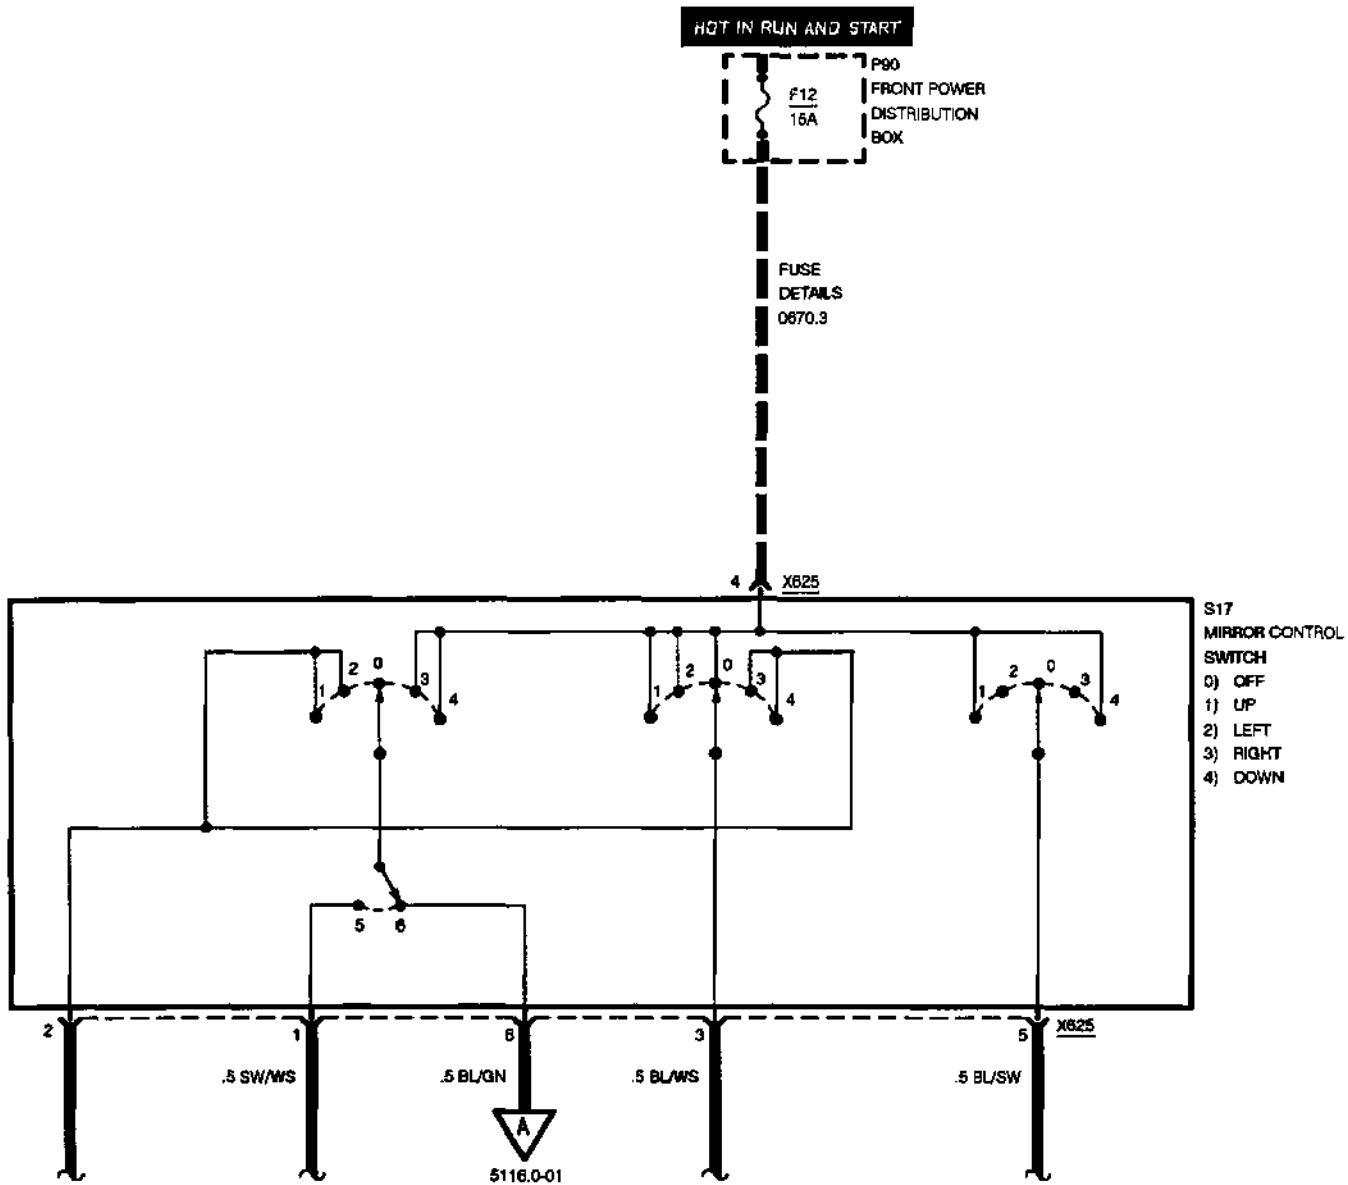 HOT IN RUN AND START
P90
FRONT POWER
DISTRIBUTION
BOX
F12
15A
FUSE
DETAILS
0670.3
4 X625
S17
MIRROR CONTROL
SWITCH
0) OFF
1) UP
2) LEFT
3) RIGHT
4) DOWN
1 2 0 3 4
1 2 0 3 4
1 2 0 3 4
5 6
2 1 6 3 5 X625
.5 SW/WS .5 BL/GN .5 BL/WS .5 BL/SW
A
5116.0-01